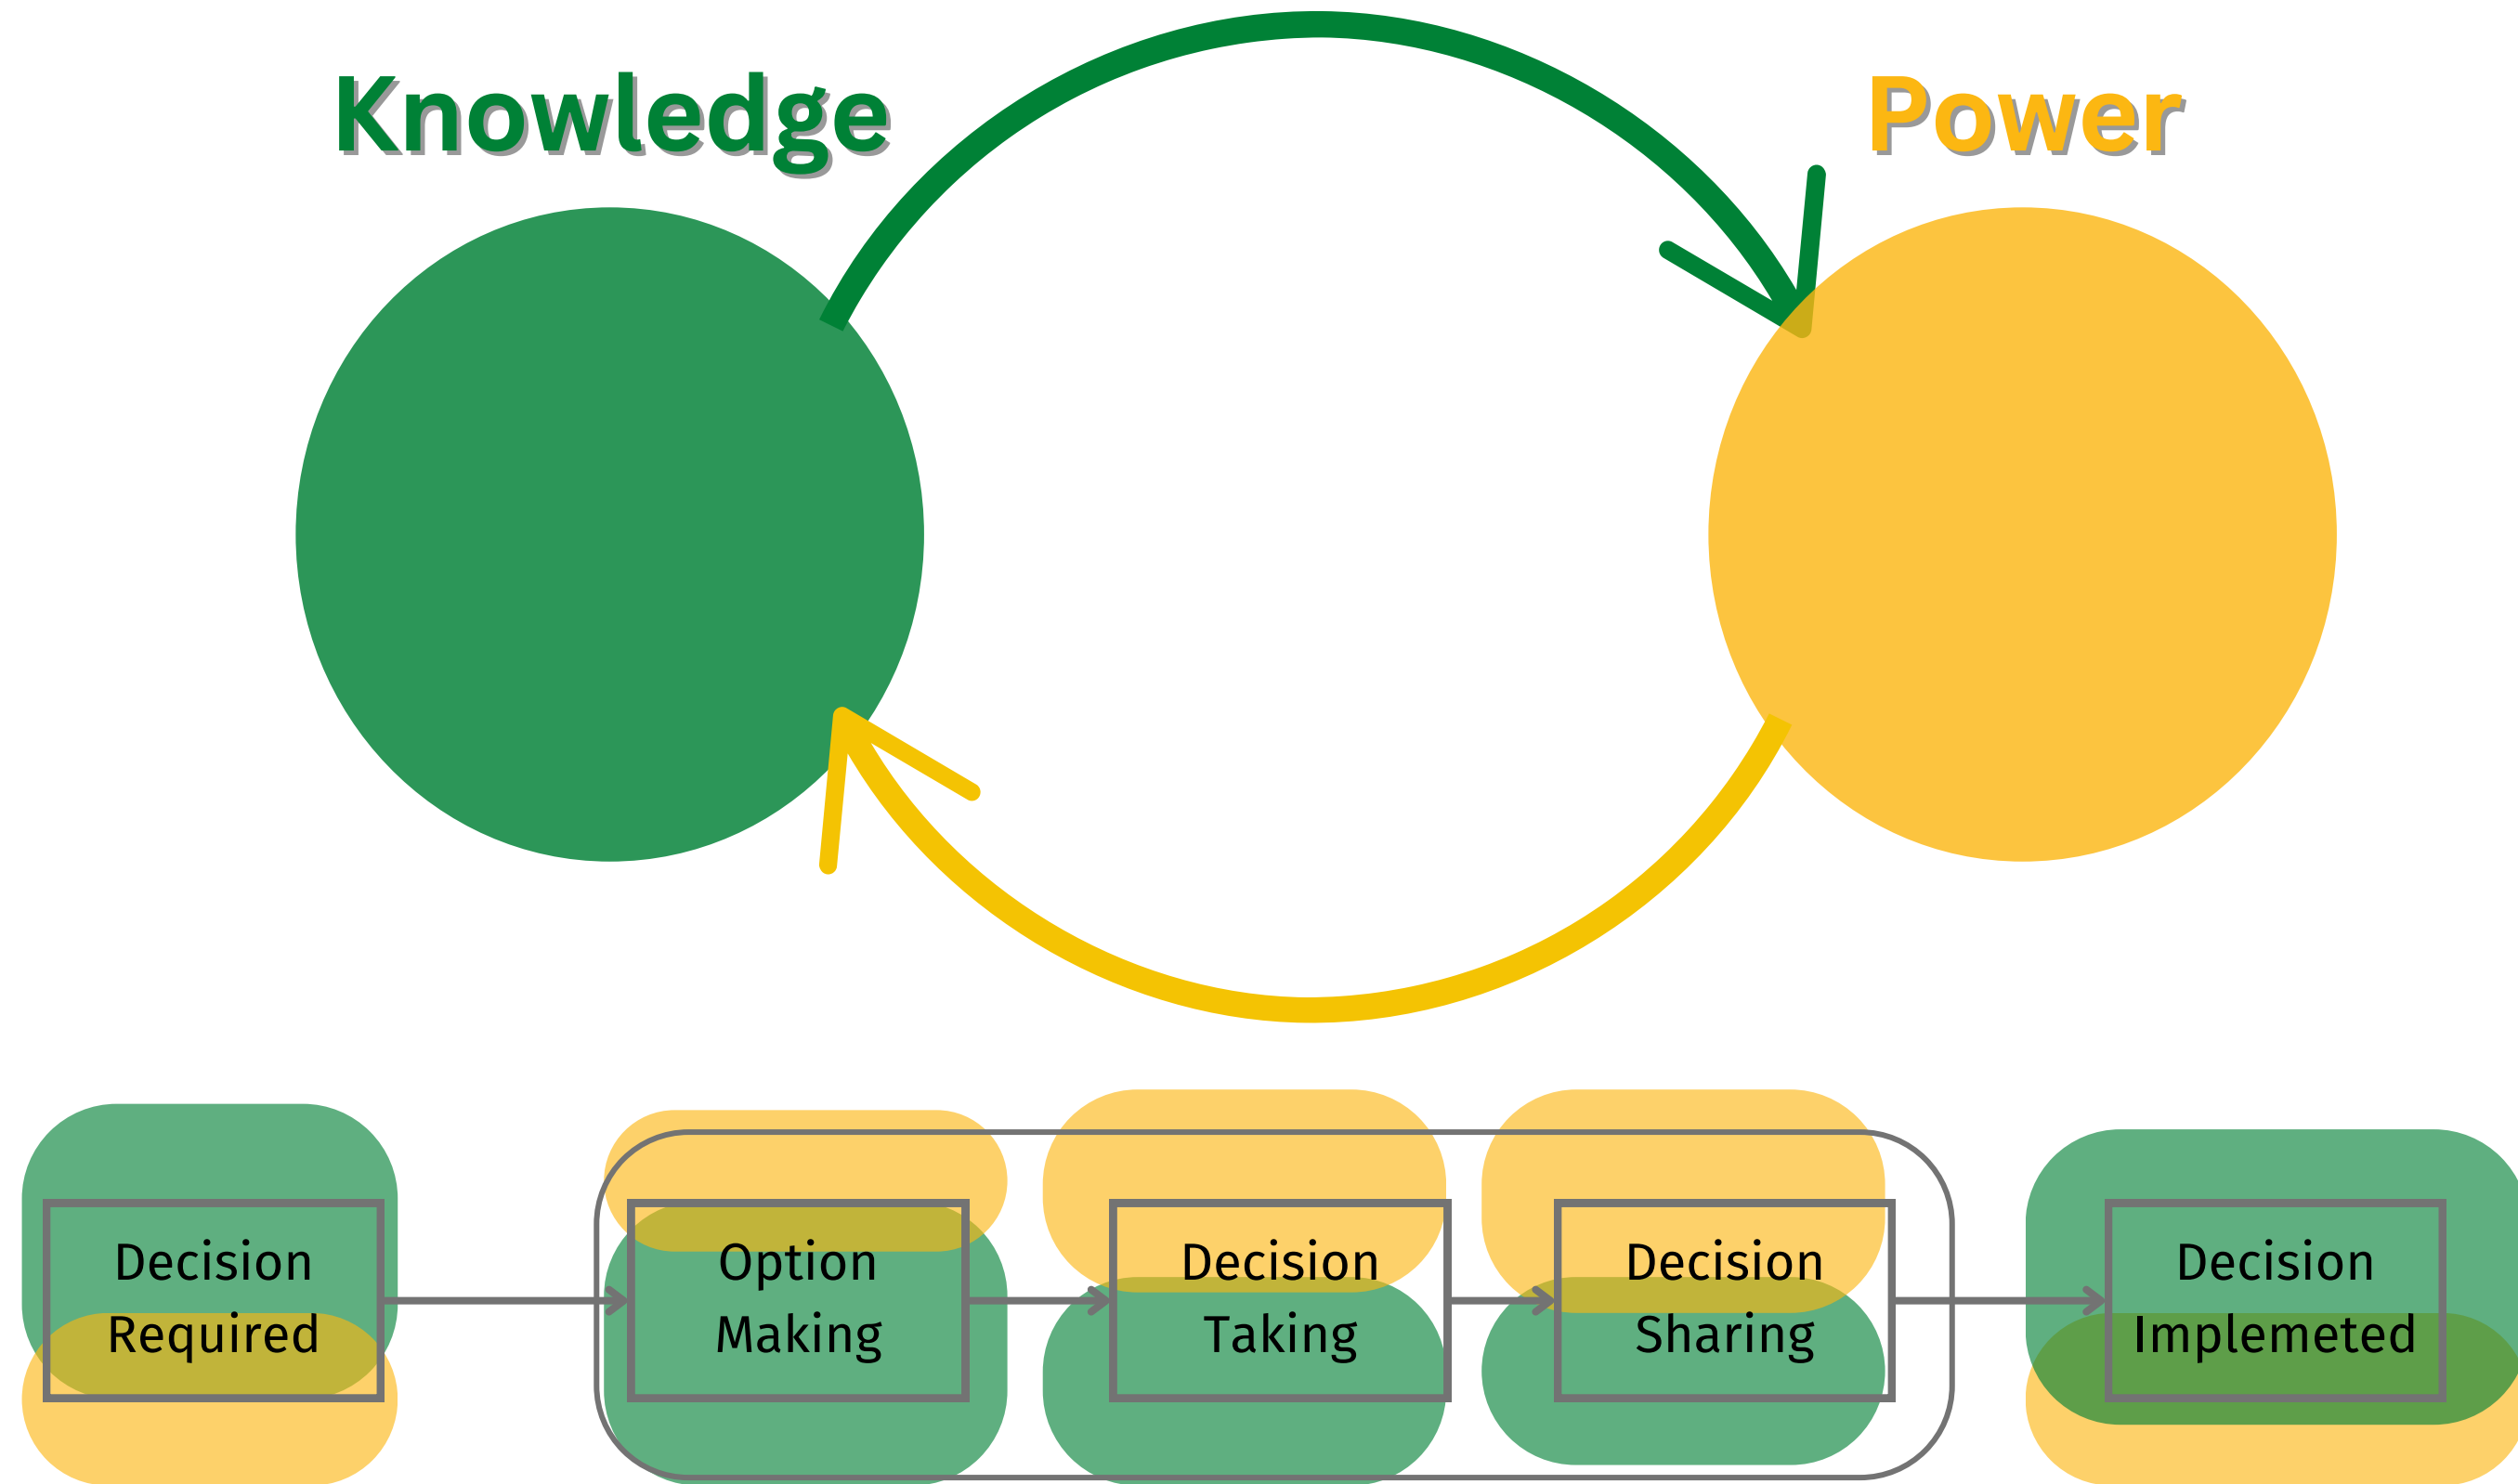 Knowledge
Power
Decision
Required
Option
Making
Decision
Taking
Decision
Sharing
Decision
Implemeted